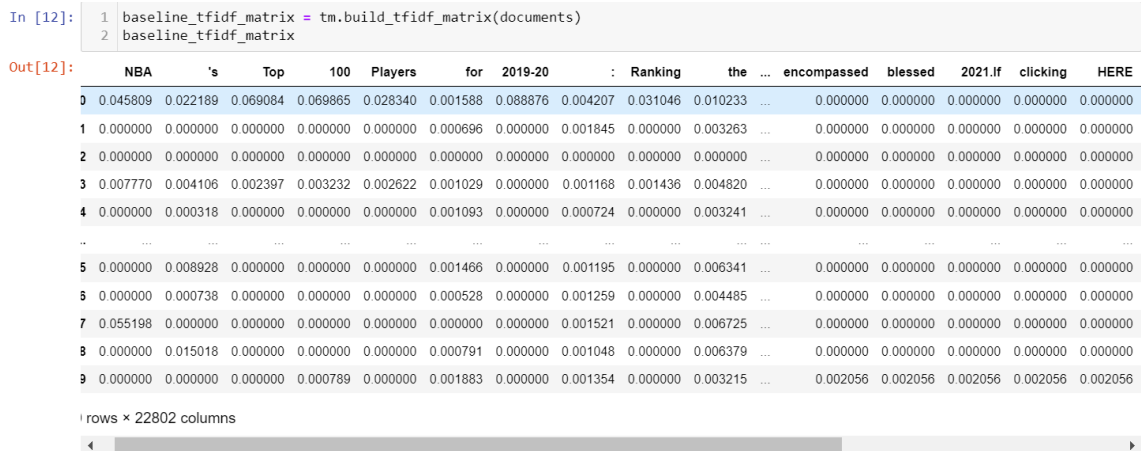 In [12]: 1 baseline_tfidf_matrix = tm.build_tfidf_matrix(documents)
2 baseline_tfidf_matrix
Out[12]:
NBA 's Top 100 Players for 2019-20 : Ranking the ... encompassed blessed 2021.If clicking HERE
0 0.045809 0.022189 0.069084 0.069865 0.028340 0.001588 0.088876 0.004207 0.031046 0.010233 ... 0.000000 0.000000 0.000000 0.000000 0.000000
1 0.000000 0.000000 0.000000 0.000000 0.000000 0.000696 0.000000 0.001845 0.000000 0.003263 ... 0.000000 0.000000 0.000000 0.000000 0.000000
2 0.000000 0.000000 0.000000 0.000000 0.000000 0.000000 0.000000 0.000000 0.000000 0.000000 ... 0.000000 0.000000 0.000000 0.000000 0.000000
3 0.007770 0.004106 0.002397 0.003232 0.002622 0.001029 0.000000 0.001168 0.001436 0.004820 ... 0.000000 0.000000 0.000000 0.000000 0.000000
4 0.000000 0.000318 0.000000 0.000000 0.000000 0.001093 0.000000 0.000724 0.000000 0.003241 ... 0.000000 0.000000 0.000000 0.000000 0.000000
.. ... ... ... ... ... ... ... ... ... ... ... ... ... ... ... ...
5 0.000000 0.008928 0.000000 0.000000 0.000000 0.001466 0.000000 0.001195 0.000000 0.006341 ... 0.000000 0.000000 0.000000 0.000000 0.000000
6 0.000000 0.000738 0.000000 0.000000 0.000000 0.000528 0.000000 0.001259 0.000000 0.004485 ... 0.000000 0.000000 0.000000 0.000000 0.000000
7 0.055198 0.000000 0.000000 0.000000 0.000000 0.000000 0.000000 0.001521 0.000000 0.006725 ... 0.000000 0.000000 0.000000 0.000000 0.000000
8 0.000000 0.015018 0.000000 0.000000 0.000000 0.000791 0.000000 0.001048 0.000000 0.006379 ... 0.000000 0.000000 0.000000 0.000000 0.000000
9 0.000000 0.000000 0.000000 0.000789 0.000000 0.001883 0.000000 0.001354 0.000000 0.003215 ... 0.002056 0.002056 0.002056 0.002056 0.002056
rows × 22802 columns